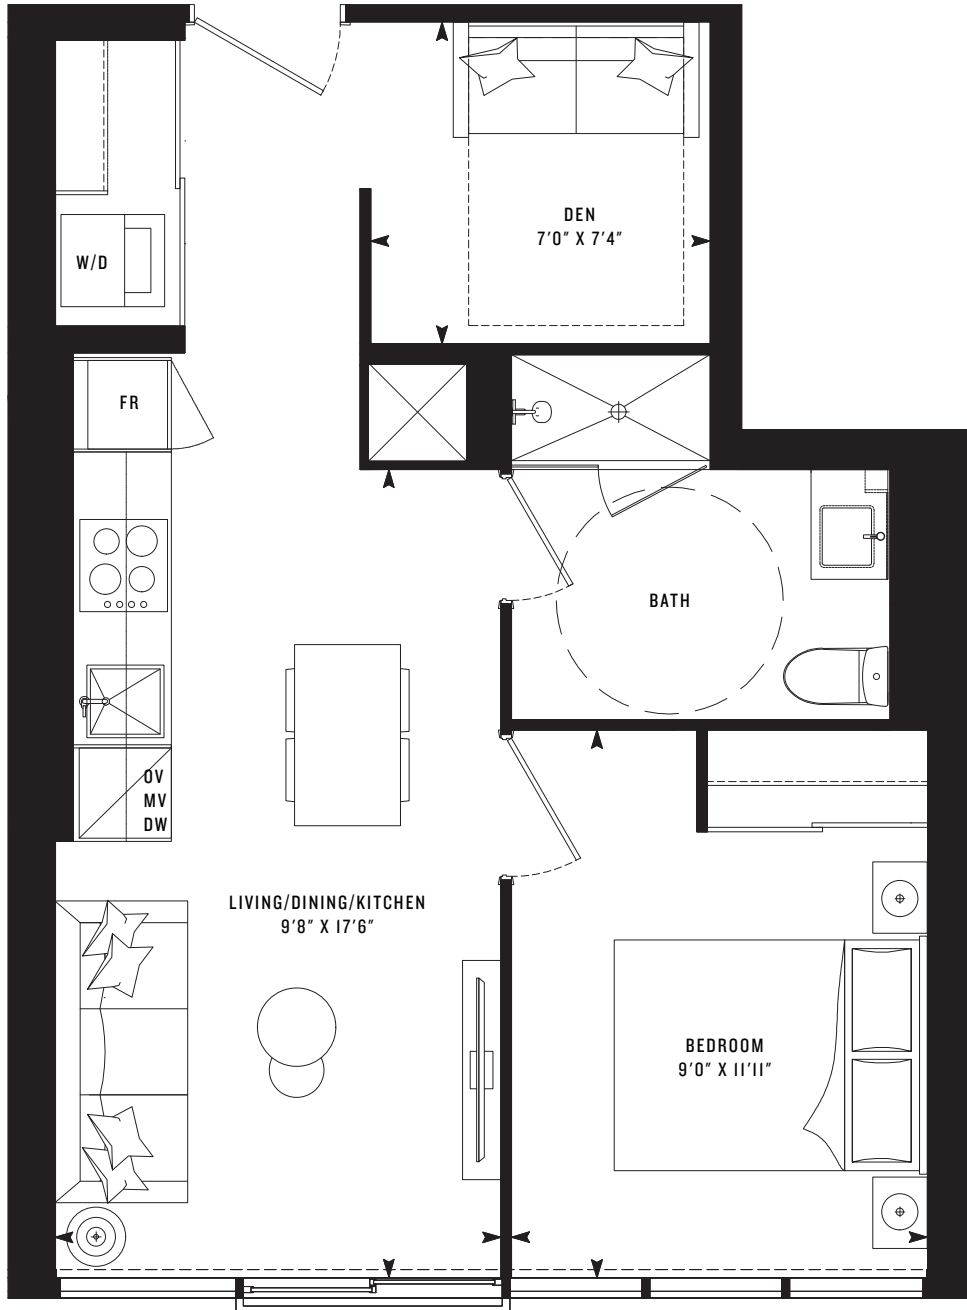 DEN
7'0" X 7'4"
W/D
FR
BATH
OV
MV
DW
LIVING/DINING/KITCHEN
9'8" X 17'6"
BEDROOM
9'0" X 11'11"